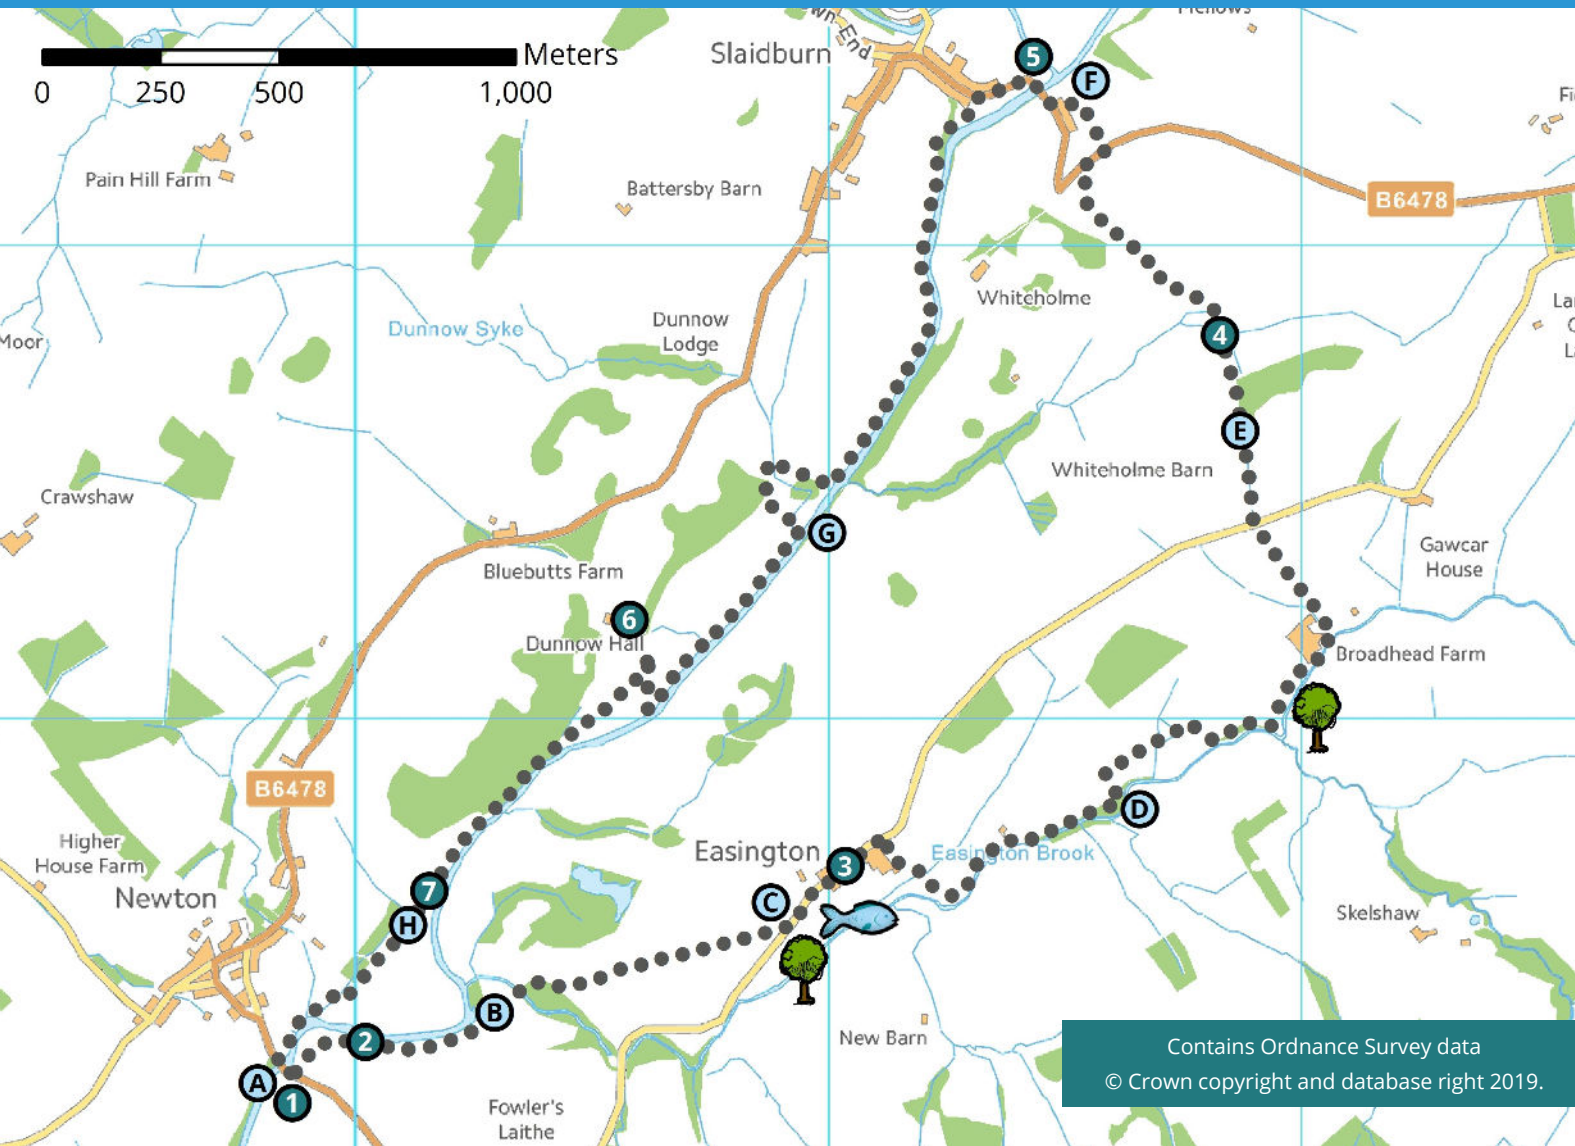 Meters
0 250 500 1,000
Slaidburn
5
F
Pain Hill Farm
Battersby Barn
B6478
Whiteholme
Dunnow Syke
Dunnow
Lodge
Moor
4
E
Whiteholme Barn
Crawshaw
G
Gawcar
House
Bluebutts Farm
6
Dunnow Hall
Broadhead Farm
B6478
D
Higher
House Farm
Easington
3
Easington Brook
Newton
7
C
H
Skelshaw
B
2
New Barn
A
1
Fowler's
Laithe
Contains Ordnance Survey data
© Crown copyright and database right 2019.